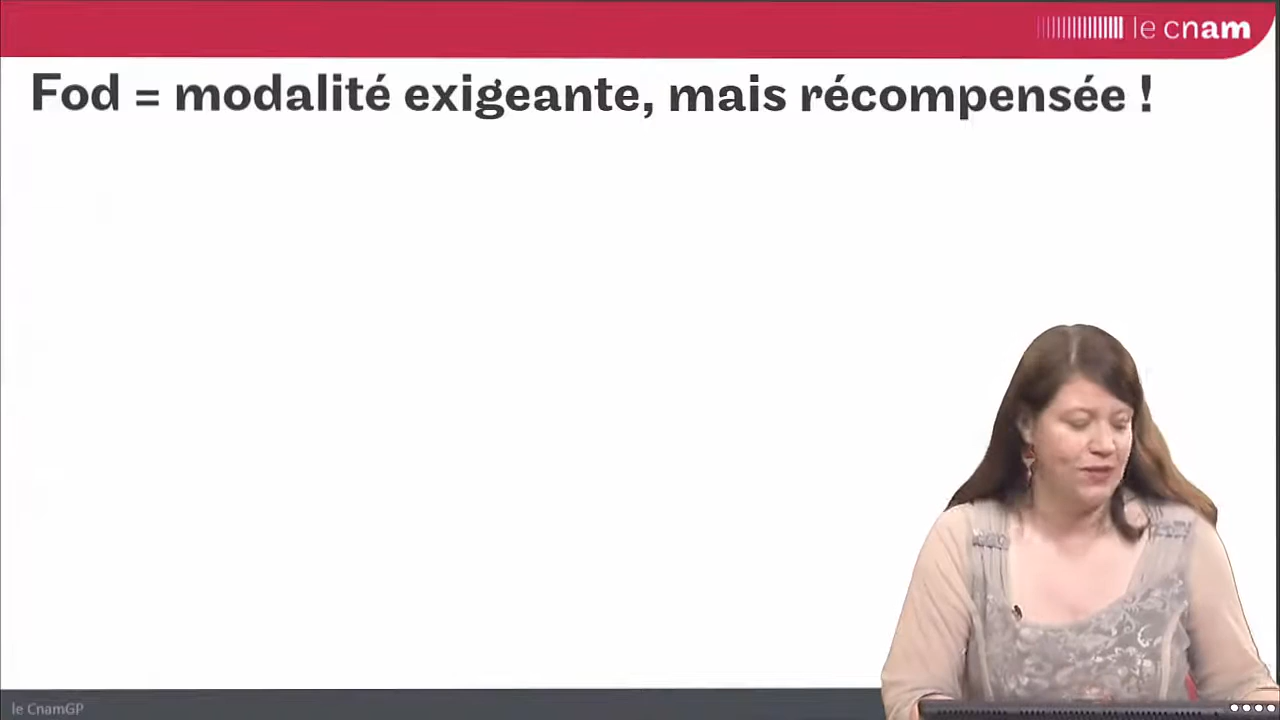 le cnam
Fod = modalité exigeante, mais récompensée !
le CnamGP